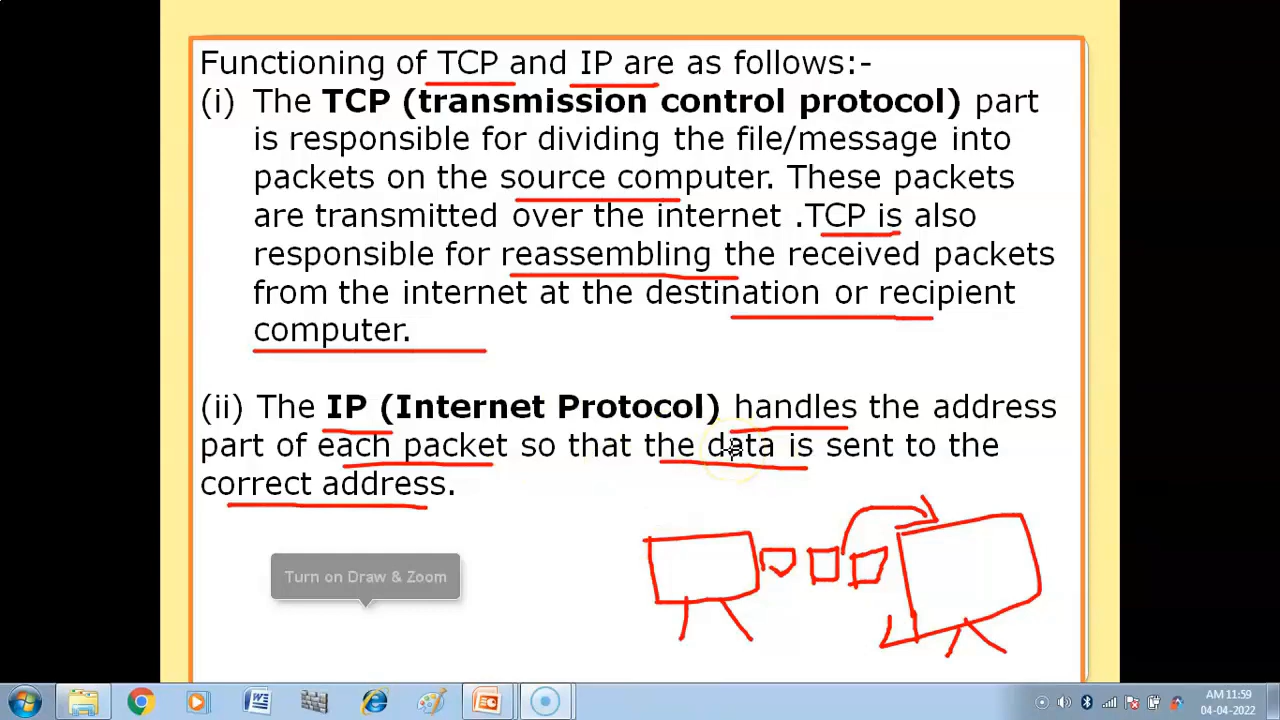 Functioning of TCP and IP are as follows:-
(i) The TCP (transmission control protocol) part
is responsible for dividing the file/message into
packets on the source computer. These packets
are transmitted over the internet .TCP is also
responsible for reassembling the received packets
from the internet at the destination or recipient
computer.
(ii) The IP (Internet Protocol) handles the address
part of each packet so that the data is sent to the
correct address.
Turn on Draw & Zoom
AM 11:59
04-04-2022